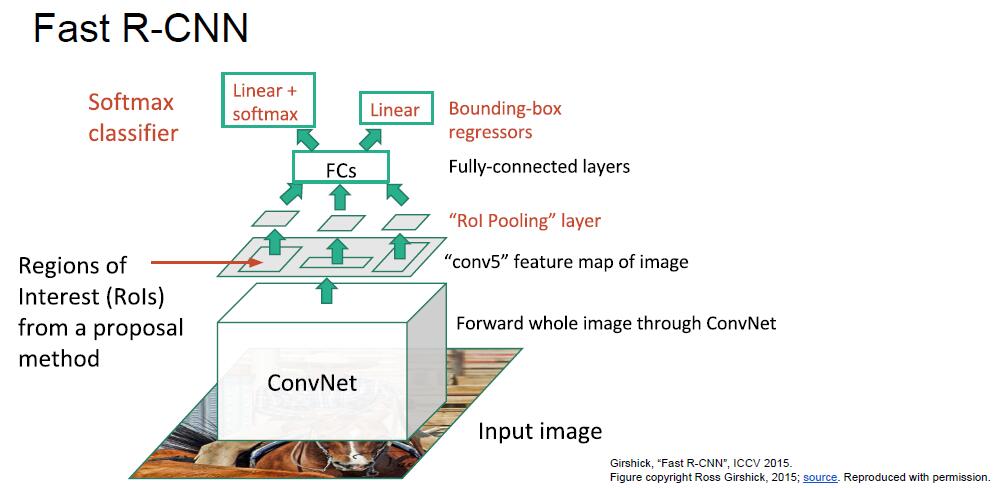 Fast R-CNN
Softmax
classifier
Linear +
softmax
Linear
Bounding-box
regressors
FCs
Fully-connected layers
“RoI Pooling” layer
Regions of
Interest (RoIs)
from a proposal
method
“conv5” feature map of image
Forward whole image through ConvNet
ConvNet
Input image
Girshick, “Fast R-CNN”, ICCV 2015.
Figure copyright Ross Girshick, 2015; source. Reproduced with permission.